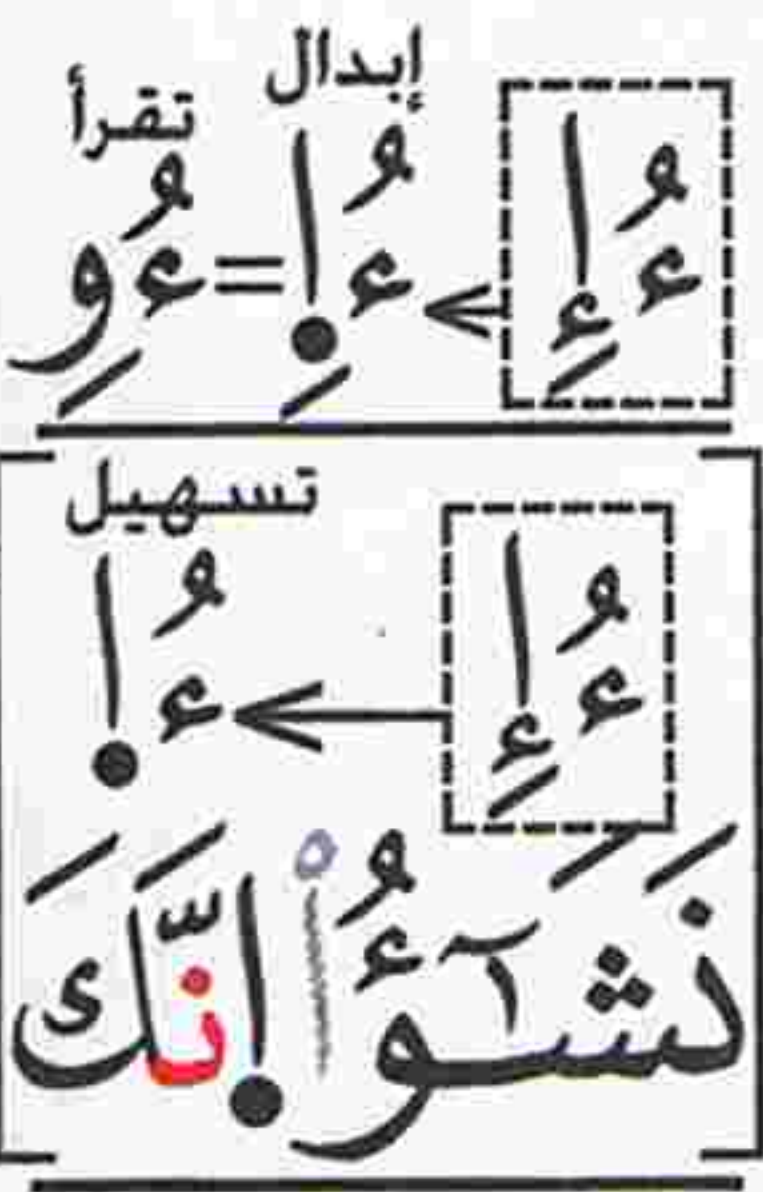 إبدال تقرأ
ءُ إِ < ءُ اِ = ءُ وِ
تسهيل
ءُ إِ < ءُ ا
نَشَـٰٓؤُا۟ اِنَّكَ